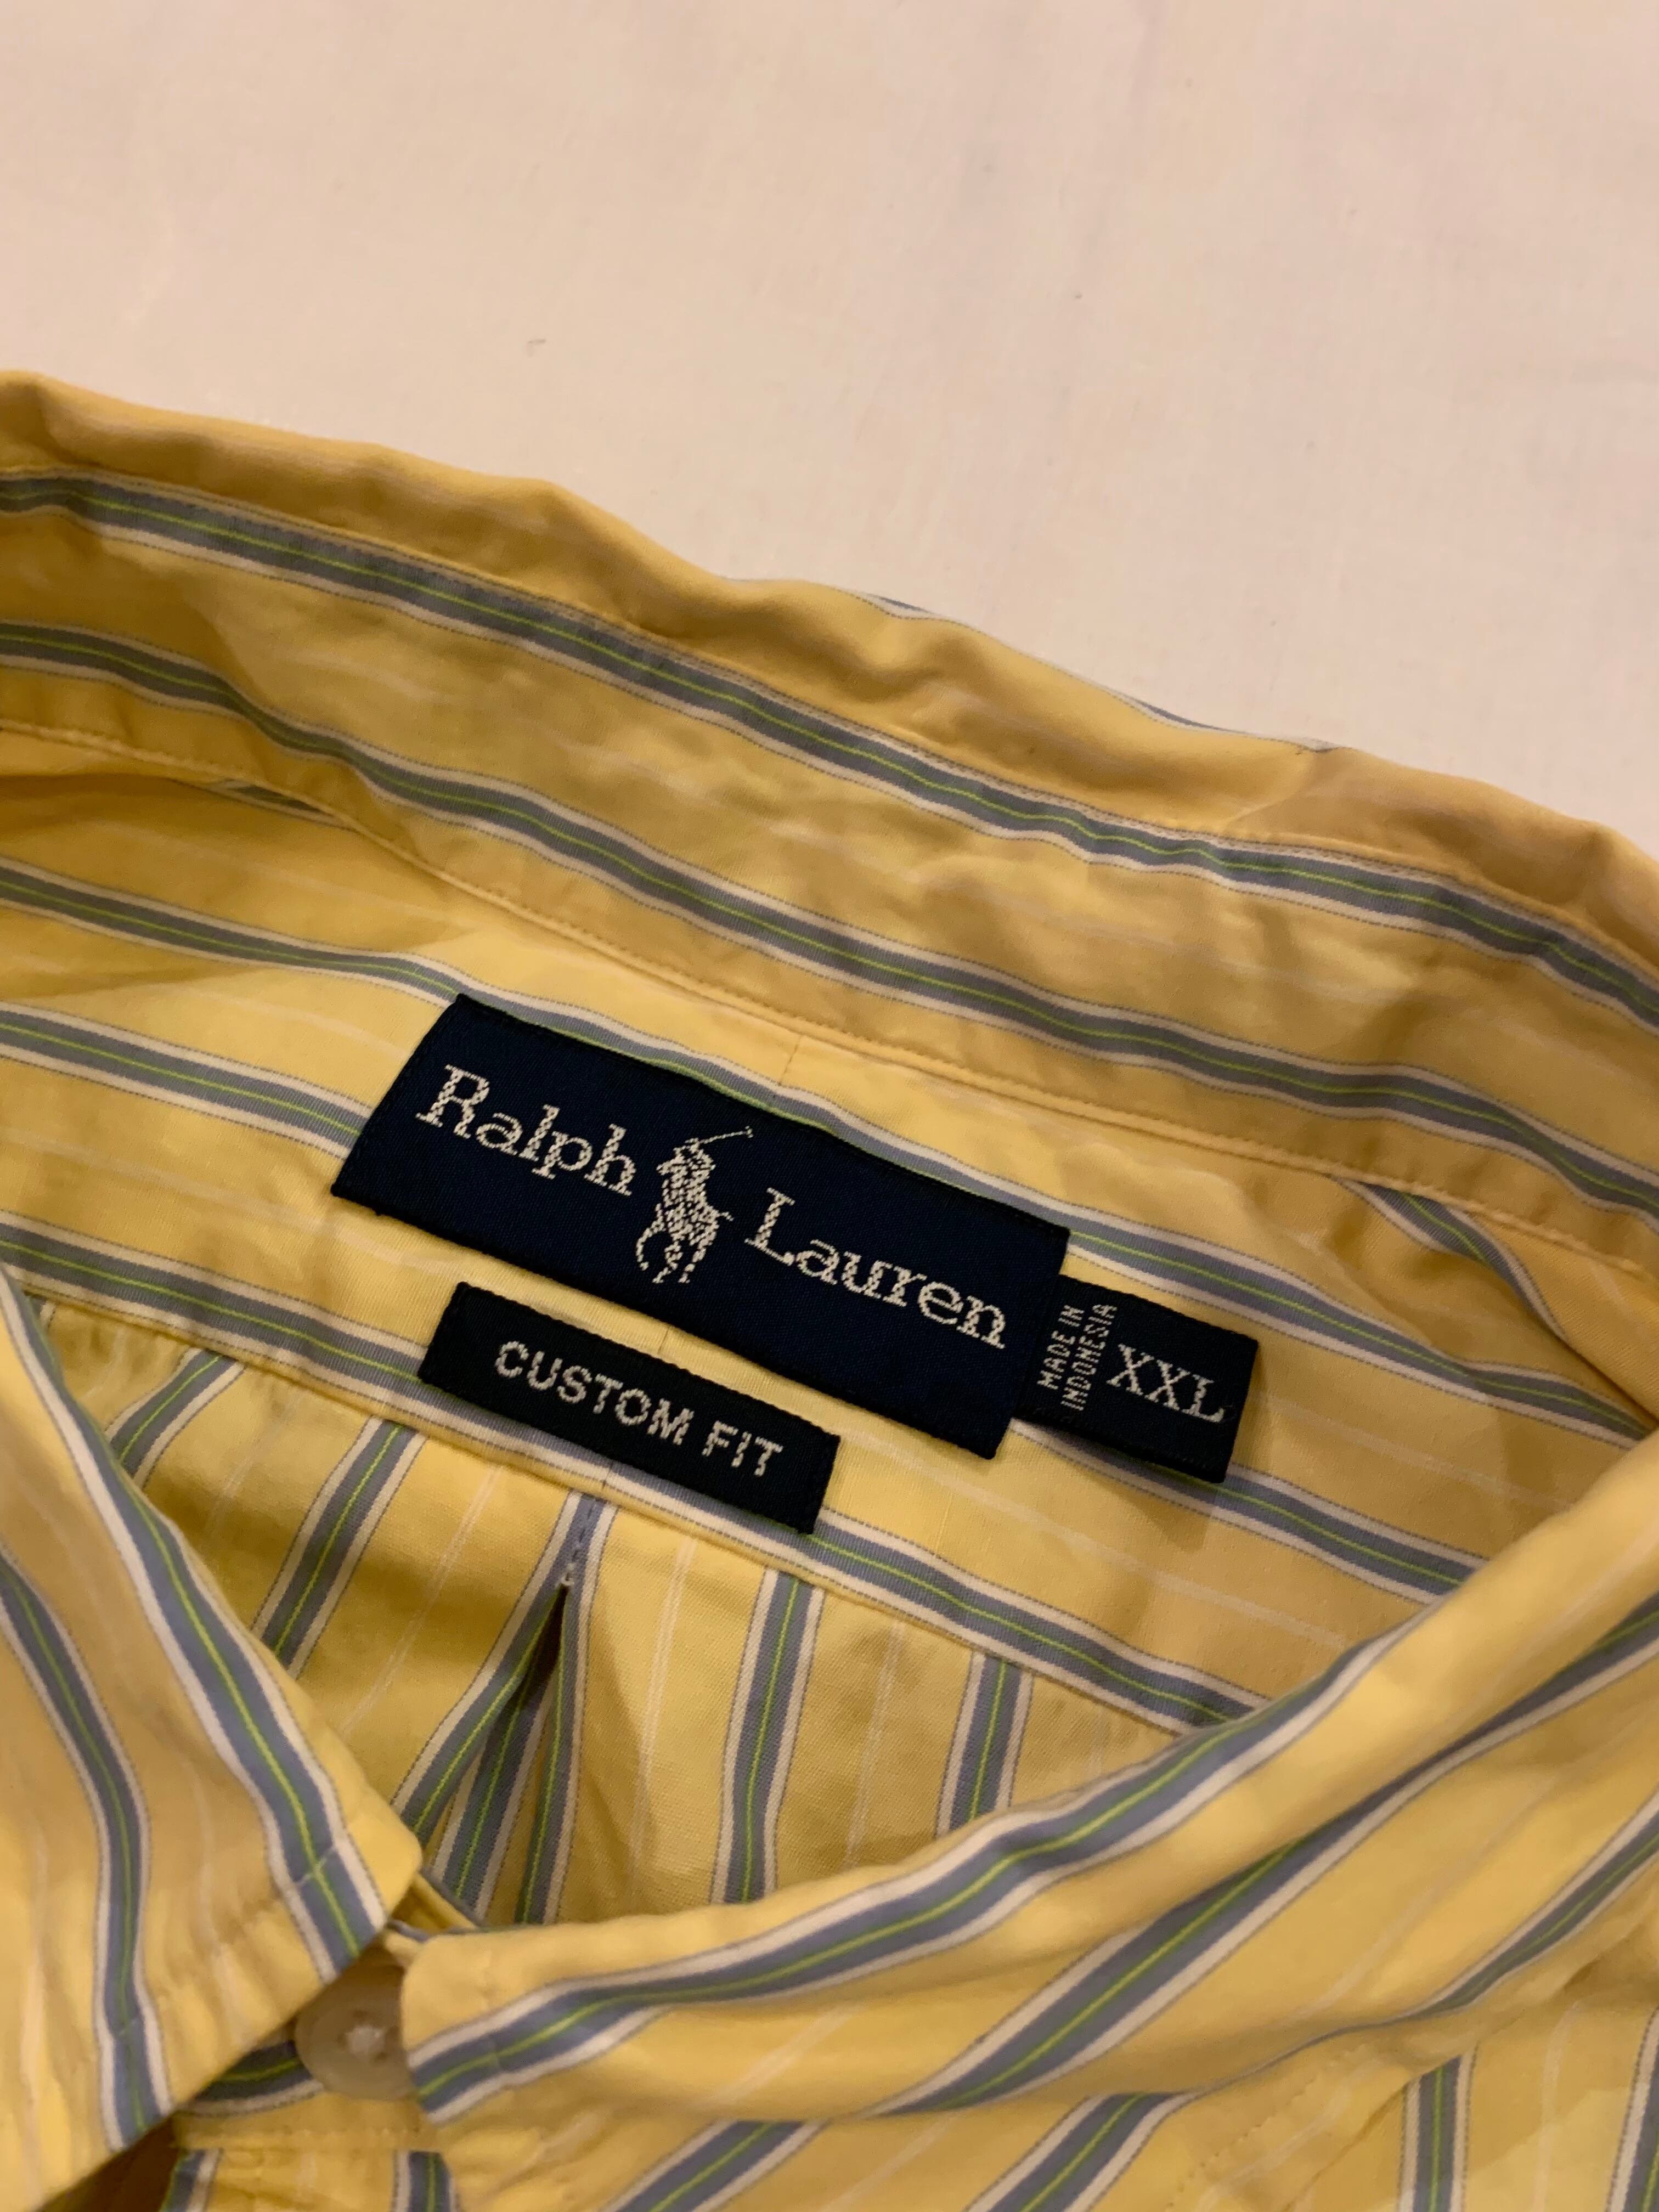 Ralph Lauren
CUSTOM FIT
MADE IN
INDONESIA
XXL